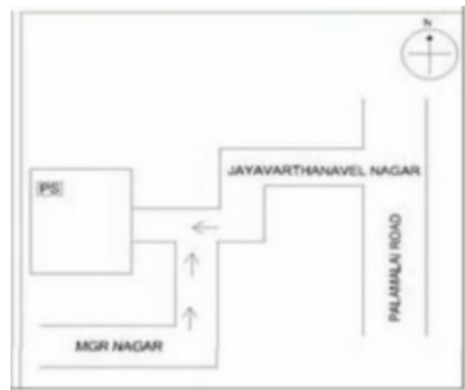 N
JAYAVARTHANAVEL NAGAR
PS
PALAMALAI ROAD
MGR NAGAR